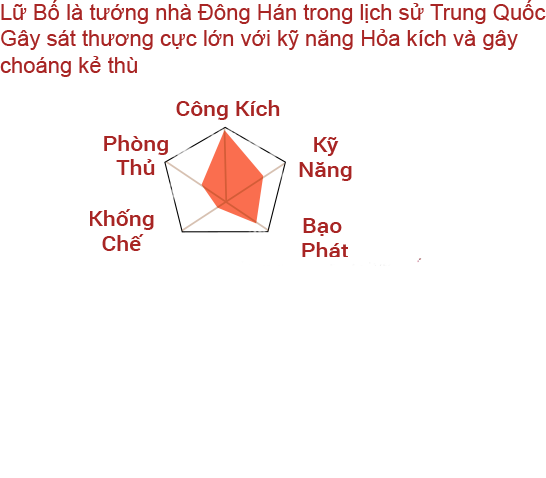 Lữ Bố là tướng nhà Đông Hán trong lịch sử Trung Quốc
Gây sát thương cực lớn với kỹ năng Hỏa kích và gây
choáng kẻ thù
Công Kích
Phòng
Thủ
Kỹ
Năng
Khống
Chế
Bạo
Phát